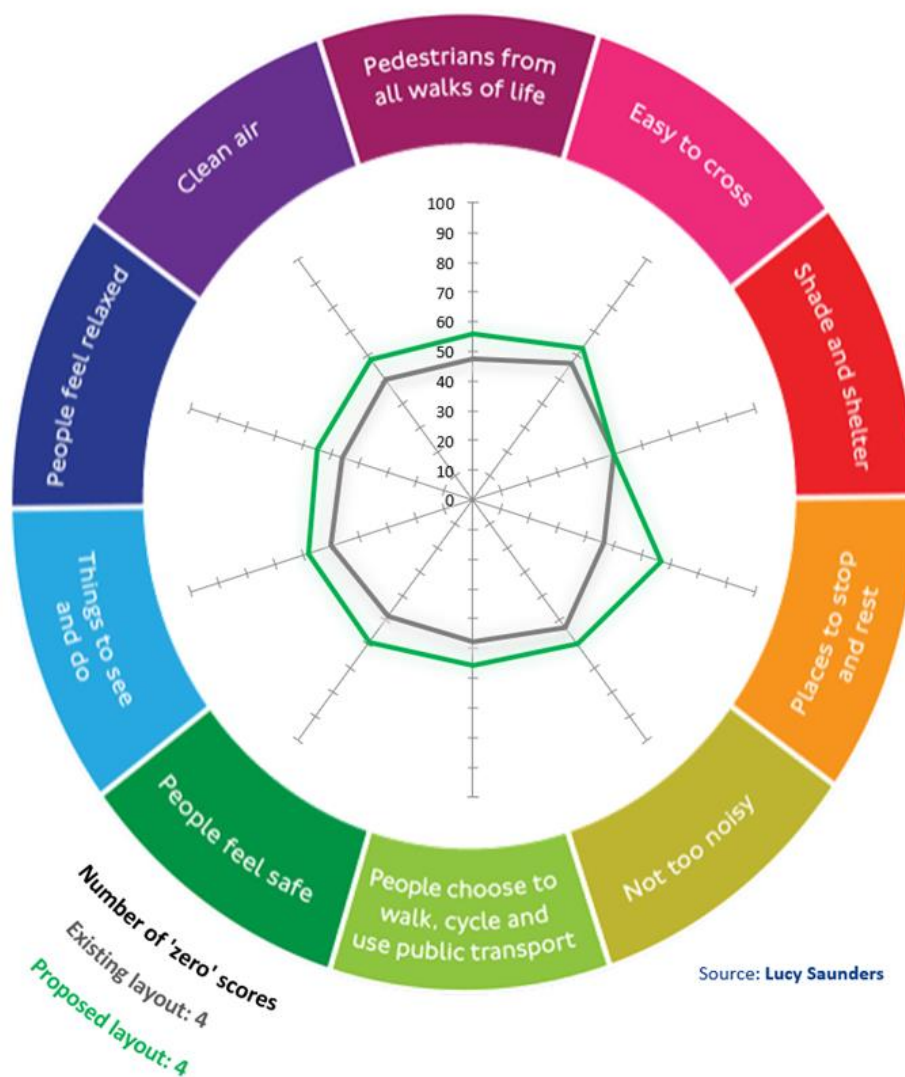 Pedestrians from
all walks of life
Easy to cross
Shade and shelter
Places to stop
and rest
Not too noisy
People choose to
walk, cycle and
use public transport
People feel safe
Things to see
and do
People feel relaxed
Clean air
100
90
80
70
60
50
40
30
20
10
0
Number of 'zero' scores
Existing layout: 4
Proposed layout: 4
Source: Lucy Saunders